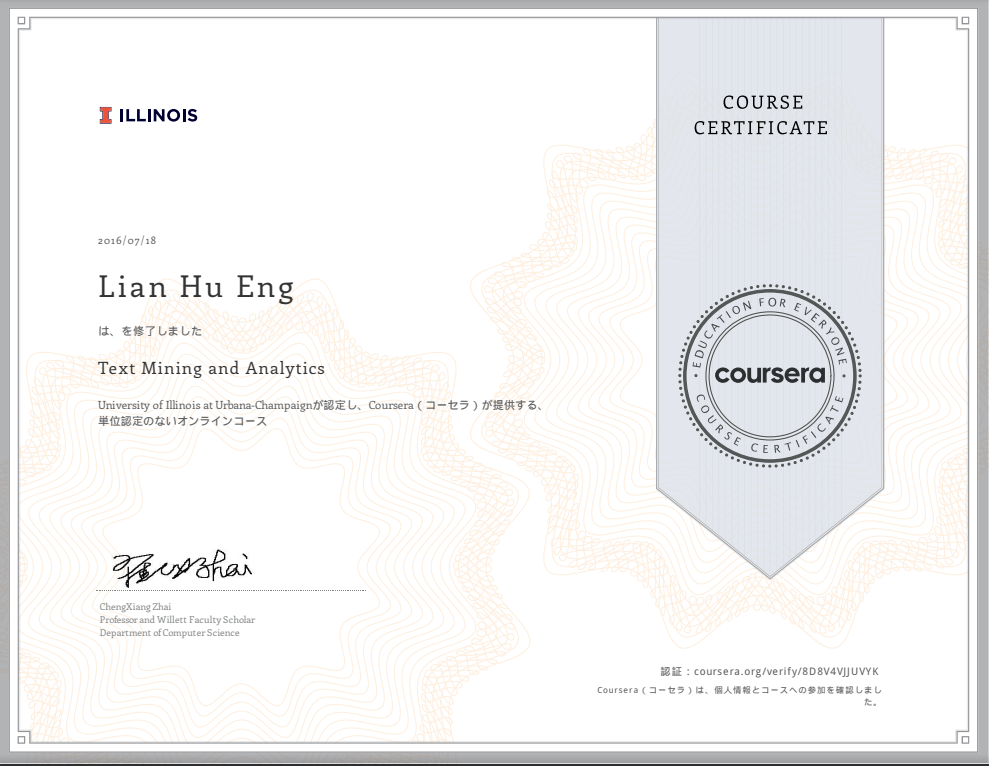 ILLINOIS
COURSE
CERTIFICATE
2016/07/18
Lian Hu Eng
は、を修了しました
Text Mining and Analytics
University of Illinois at Urbana-Champaignが認定し、Coursera ( コーセラ ) が提供する、
単位認定のないオンラインコース
EDUCATION FOR EVERYONE
coursera
COURSE CERTIFICATE
Zhai
ChengXiang Zhai
Professor and Willett Faculty Scholar
Department of Computer Science
認証：coursera.org/verify/8D8V4VJJUVYK
Coursera ( コーセラ ) は、個人情報とコースへの参加を確認しまし
た。